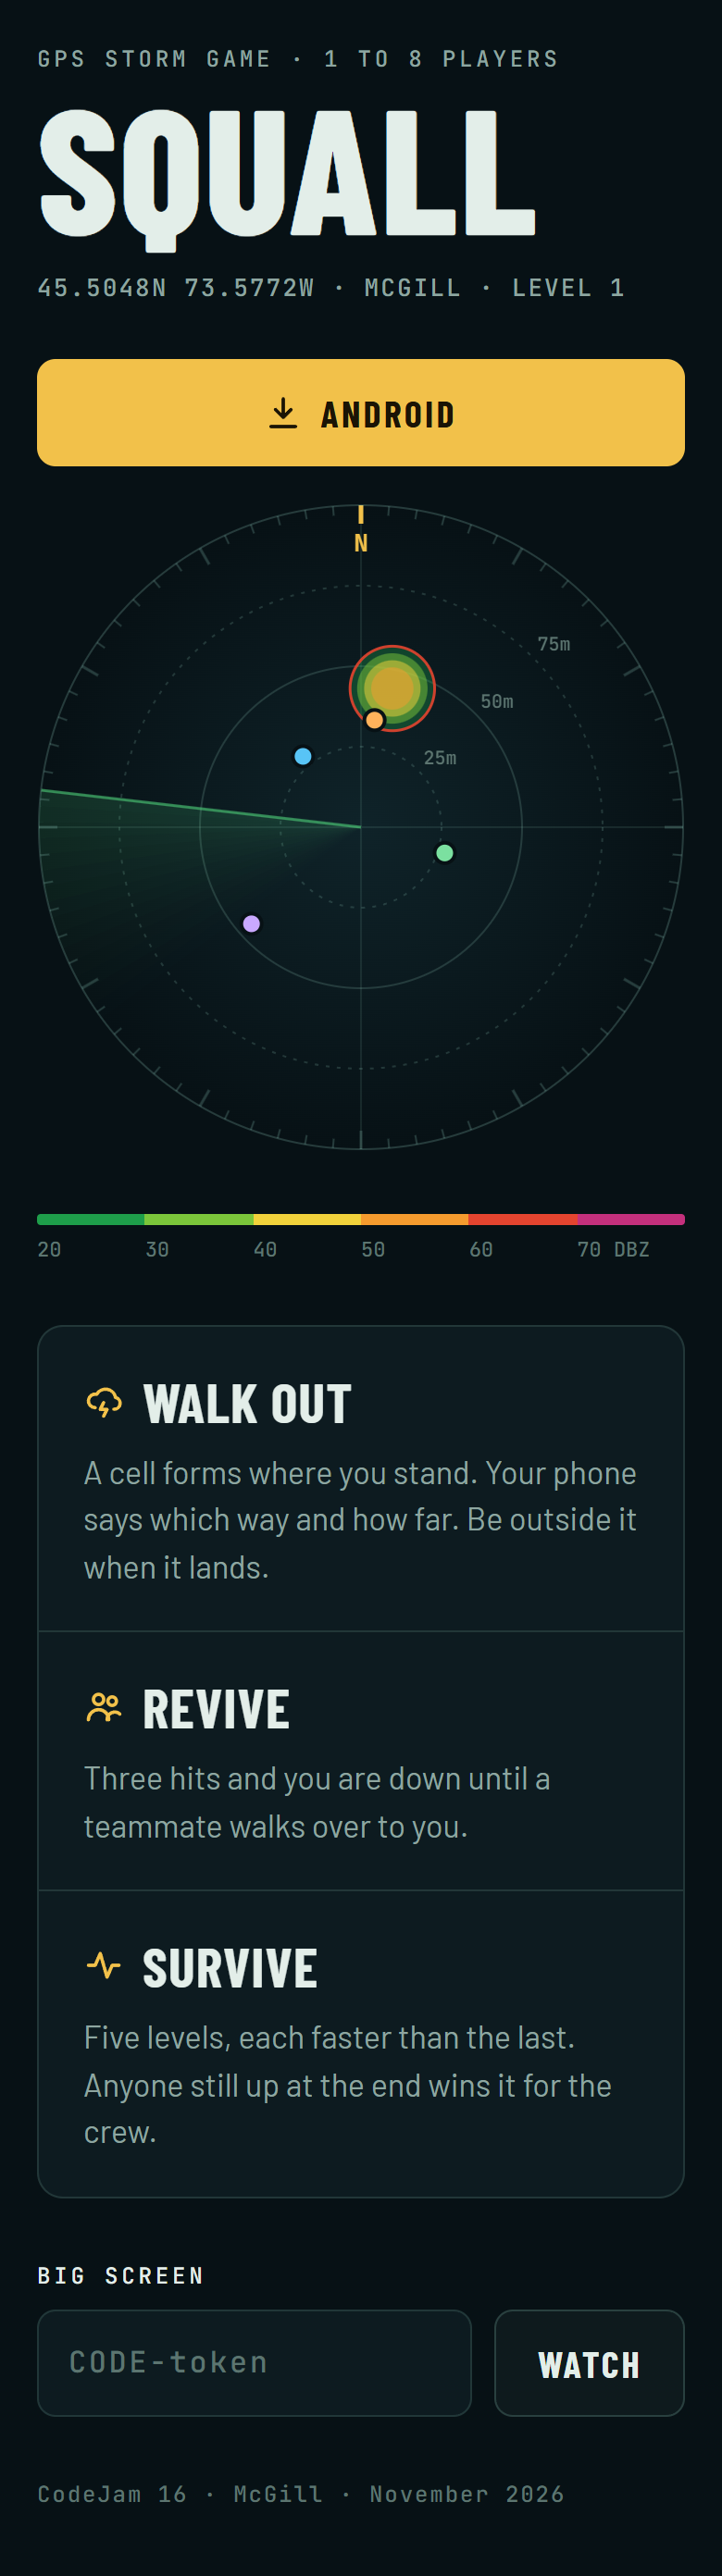 GPS STORM GAME · 1 TO 8 PLAYERS
SQUALL
45.5048N 73.5772W · MCGILL · LEVEL 1
ANDROID
N
75m
50m
25m
20 30 40 50 60 70 DBZ
WALK OUT
A cell forms where you stand. Your phone
says which way and how far. Be outside it
when it lands.
REVIVE
Three hits and you are down until a
teammate walks over to you.
SURVIVE
Five levels, each faster than the last.
Anyone still up at the end wins it for the
crew.
BIG SCREEN
CODE-token
WATCH
CodeJam 16 · McGill · November 2026